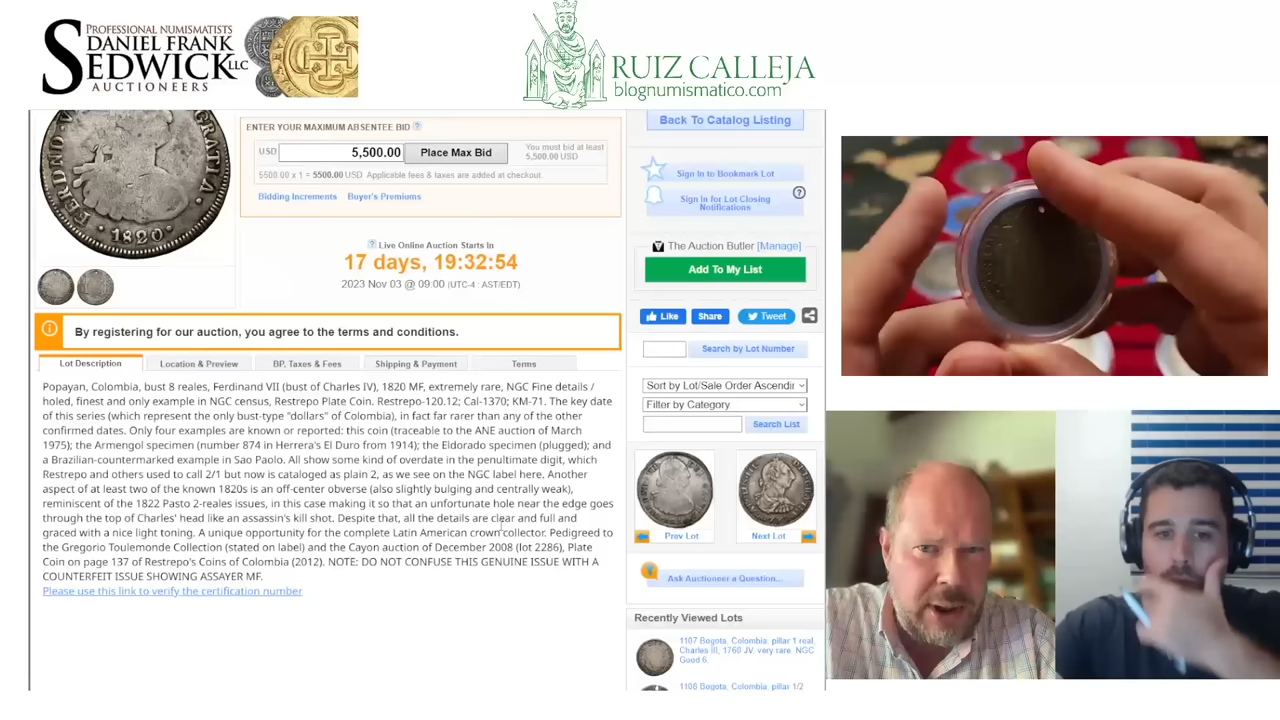 PROFESSIONAL NUMISMATISTS
DANIEL FRANK
SEDWICK LLC
AUCTIONEERS
RUIZ CALLEJA
blognumismatico.com
GRATIA
FERDND
·1820·
ENTER YOUR MAXIMUM ABSENTEE BID ?
USD 5,500.00 Place Max Bid
You must bid at least
5,500.00 USD
5500.00 x 1 = 5500.00 USD Applicable fees & taxes are added at checkout.
Bidding Increments Buyer's Premiums
? Live Online Auction Starts In
17 days, 19:32:54
2023 Nov 03 @ 09:00 (UTC-4 : AST/EDT)
By registering for our auction, you agree to the terms and conditions.
Lot Description Location & Preview BP, Taxes & Fees Shipping & Payment Terms
Popayan, Colombia, bust 8 reales, Ferdinand VII (bust of Charles IV), 1820 MF, extremely rare, NGC Fine details /
holed, finest and only example in NGC census, Restrepo Plate Coin. Restrepo-120.12; Cal-1370; KM-71. The key date
of this series (which represent the only bust-type "dollars" of Colombia), in fact far rarer than any of the other
confirmed dates. Only four examples are known or reported: this coin (traceable to the ANE auction of March
1975); the Armengol specimen (number 874 in Herrera's El Duro from 1914); the Eldorado specimen (plugged); and
a Brazilian-countermarked example in Sao Paolo. All show some kind of overdate in the penultimate digit, which
Restrepo and others used to call 2/1 but now is cataloged as plain 2, as we see on the NGC label here. Another
aspect of at least two of the known 1820s is an off-center obverse (also slightly bulging and centrally weak),
reminiscent of the 1822 Pasto 2-reales issues, in this case making it so that an unfortunate hole near the edge goes
through the top of Charles' head like an assassin's kill shot. Despite that, all the details are clear and full and
graced with a nice light toning. A unique opportunity for the complete Latin American crown collector. Pedigreed to
the Gregorio Toulemonde Collection (stated on label) and the Cayon auction of December 2008 (lot 2286), Plate
Coin on page 137 of Restrepo's Coins of Colombia (2012). NOTE: DO NOT CONFUSE THIS GENUINE ISSUE WITH A
COUNTERFEIT ISSUE SHOWING ASSAYER MF.
Please use this link to verify the certification number
Back To Catalog Listing
Sign In to Bookmark Lot
Sign In for Lot Closing
Notifications
?
The Auction Butler [Manage]
Add To My List
Like Share Tweet
Search by Lot Number
Sort by Lot/Sale Order Ascendir
Filter by Category
Search List
Prev Lot Next Lot
Ask Auctioneer a Question...
Recently Viewed Lots
1107 Bogota, Colombia, pillar 1 real,
Charles III, 1760 JV, very rare, NGC
Good 6.
1108 Bogota, Colombia, pillar 1/2